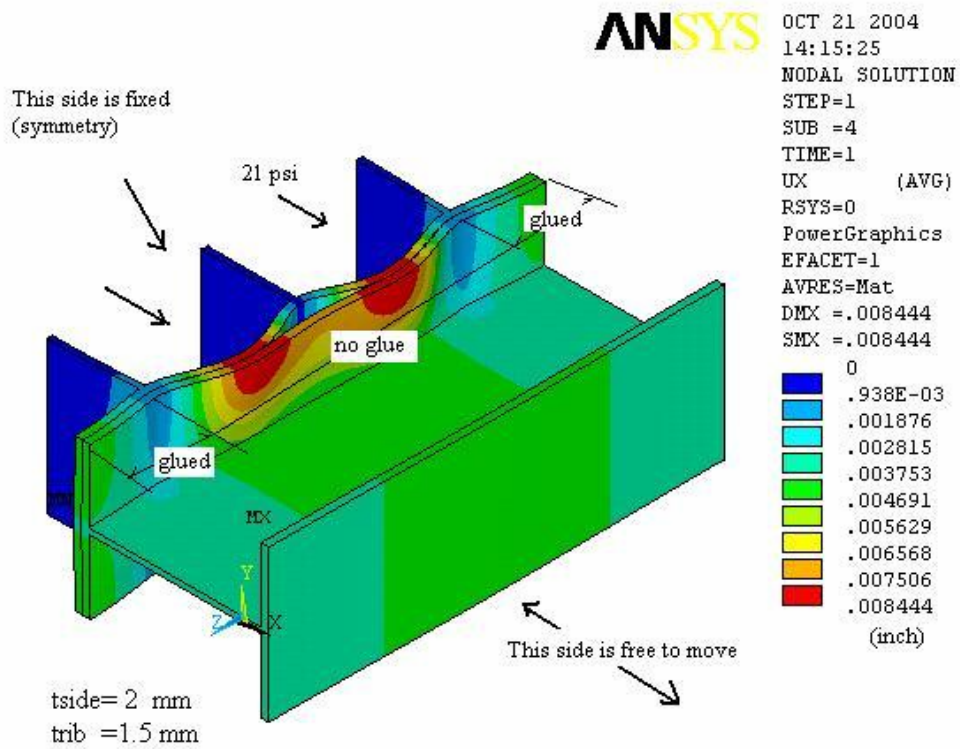 ANSYS
OCT 21 2004
14:15:25
NODAL SOLUTION
STEP=1
SUB =4
TIME=1
UX (AVG)
RSYS=0
PowerGraphics
EFACET=1
AVRES=Mat
DMX =.008444
SMX =.008444
0
.938E-03
.001876
.002815
.003753
.004691
.005629
.006568
.007506
.008444
(inch)
This side is fixed
(symmetry)
21 psi
glued
no glue
glued
MX
Y
Z
X
This side is free to move
tside= 2 mm
trib =1.5 mm